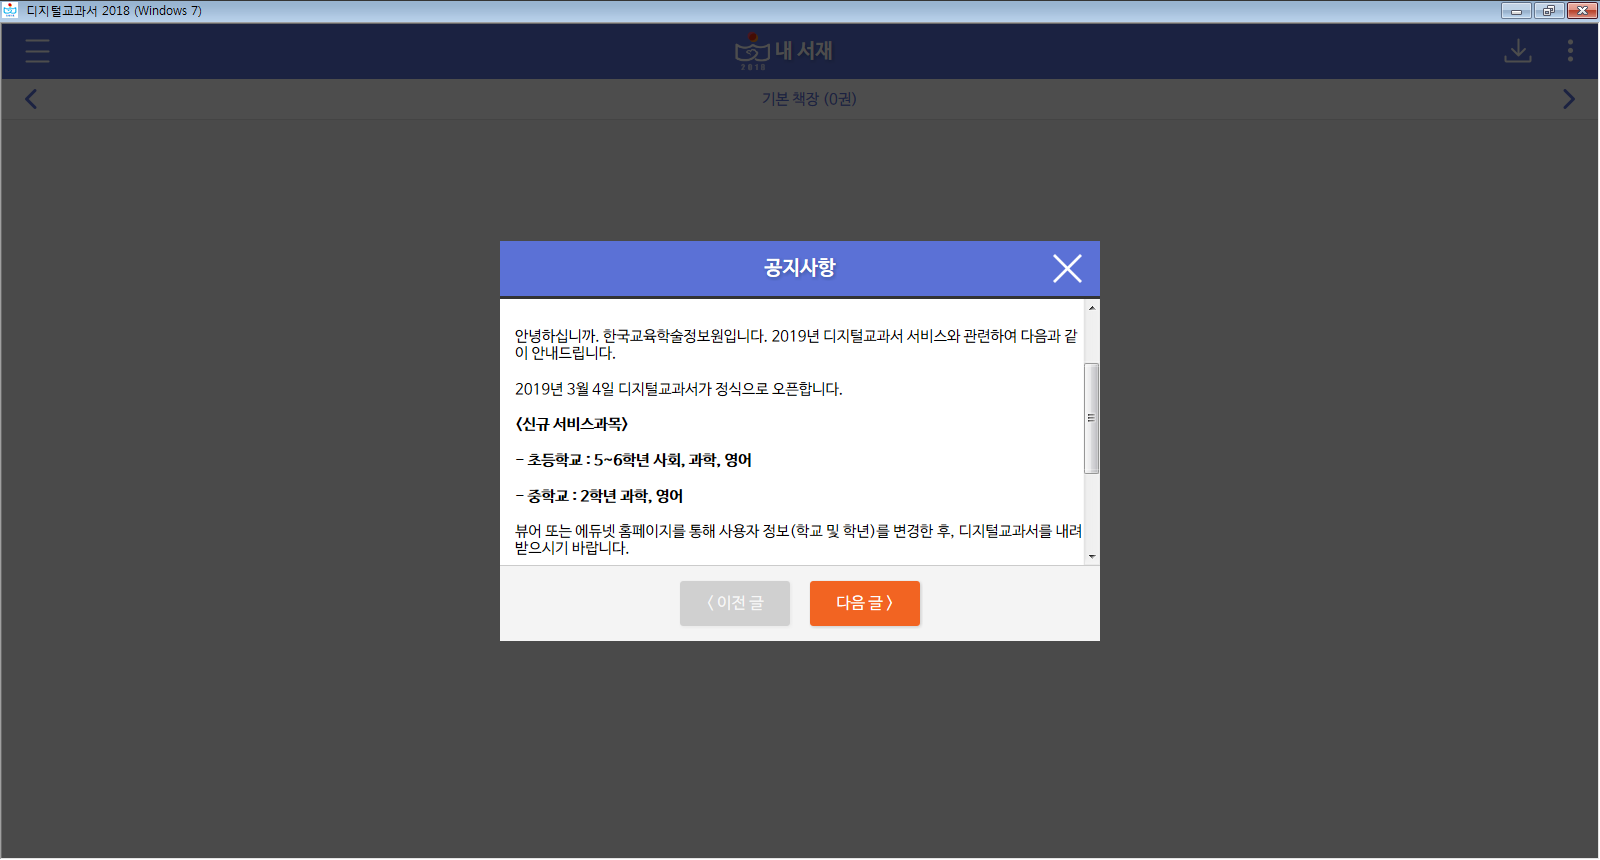 디지털교과서 2018 (Windows 7)
2018
내 서재
기본 책장 (0권)
공지사항
안녕하십니까. 한국교육학술정보원입니다. 2019년 디지털교과서 서비스와 관련하여 다음과 같
이 안내드립니다.
2019년 3월 4일 디지털교과서가 정식으로 오픈합니다.
<신규 서비스과목>
- 초등학교 : 5~6학년 사회, 과학, 영어
- 중학교 : 2학년 과학, 영어
뷰어 또는 에듀넷 홈페이지를 통해 사용자 정보(학교 및 학년)를 변경한 후, 디지털교과서를 내려
받으시기 바랍니다.
< 이전 글
다음 글 >